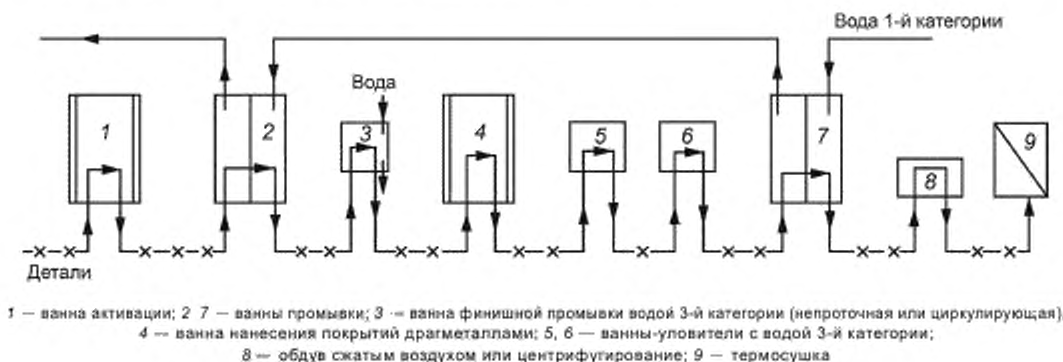 Вода 1-й категории
Вода
1
2
3
4
5
6
7
8
9
Детали
1 — ванна активации; 2 7 — ванны промывки; 3 — ванна финишной промывки водой 3-й категории (непроточная или циркулирующая)
4 — ванна нанесения покрытий драгметаллами; 5, 6 — ванны-уловители с водой 3-й категории;
8 — обдув сжатым воздухом или центрифугирование; 9 — термосушка